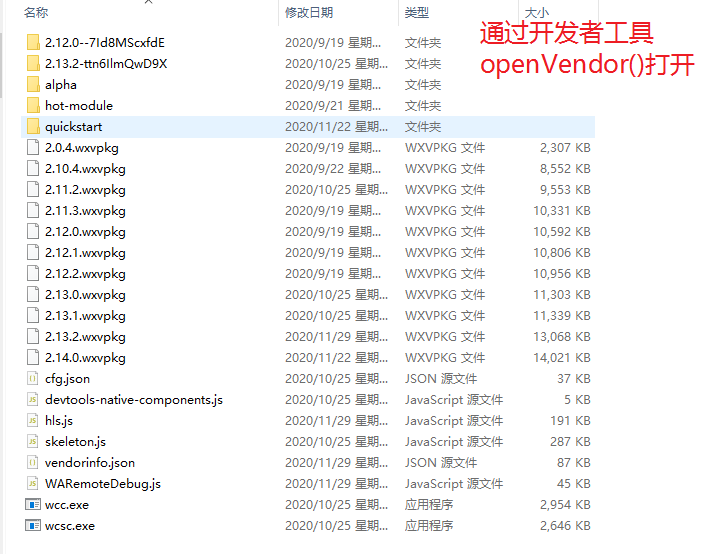 名称 修改日期 类型 大小
通过开发者工具
openVendor()打开
2.12.0--7Id8MScxfdE 2020/9/19 星期... 文件夹
2.13.2-ttn6IlmQwD9X 2020/10/25 星期... 文件夹
alpha 2020/9/19 星期... 文件夹
hot-module 2020/9/21 星期... 文件夹
quickstart 2020/11/22 星期... 文件夹
2.0.4.wxvpkg 2020/9/19 星期... WXVPKG 文件 2,307 KB
2.10.4.wxvpkg 2020/9/22 星期... WXVPKG 文件 8,552 KB
2.11.2.wxvpkg 2020/10/25 星期... WXVPKG 文件 9,553 KB
2.11.3.wxvpkg 2020/9/19 星期... WXVPKG 文件 10,331 KB
2.12.0.wxvpkg 2020/9/19 星期... WXVPKG 文件 10,592 KB
2.12.1.wxvpkg 2020/9/19 星期... WXVPKG 文件 10,806 KB
2.12.2.wxvpkg 2020/9/19 星期... WXVPKG 文件 10,956 KB
2.13.0.wxvpkg 2020/10/25 星期... WXVPKG 文件 11,303 KB
2.13.1.wxvpkg 2020/10/25 星期... WXVPKG 文件 11,339 KB
2.13.2.wxvpkg 2020/11/29 星期... WXVPKG 文件 13,068 KB
2.14.0.wxvpkg 2020/11/22 星期... WXVPKG 文件 14,021 KB
cfg.json 2020/10/25 星期... JSON 源文件 37 KB
devtools-native-components.js 2020/10/25 星期... JavaScript 源文件 5 KB
hls.js 2020/11/29 星期... JavaScript 源文件 191 KB
skeleton.js 2020/10/25 星期... JavaScript 源文件 287 KB
vendorinfo.json 2020/11/29 星期... JSON 源文件 87 KB
WARemoteDebug.js 2020/11/29 星期... JavaScript 源文件 45 KB
wcc.exe 2020/10/25 星期... 应用程序 2,954 KB
wcsc.exe 2020/10/25 星期... 应用程序 2,646 KB